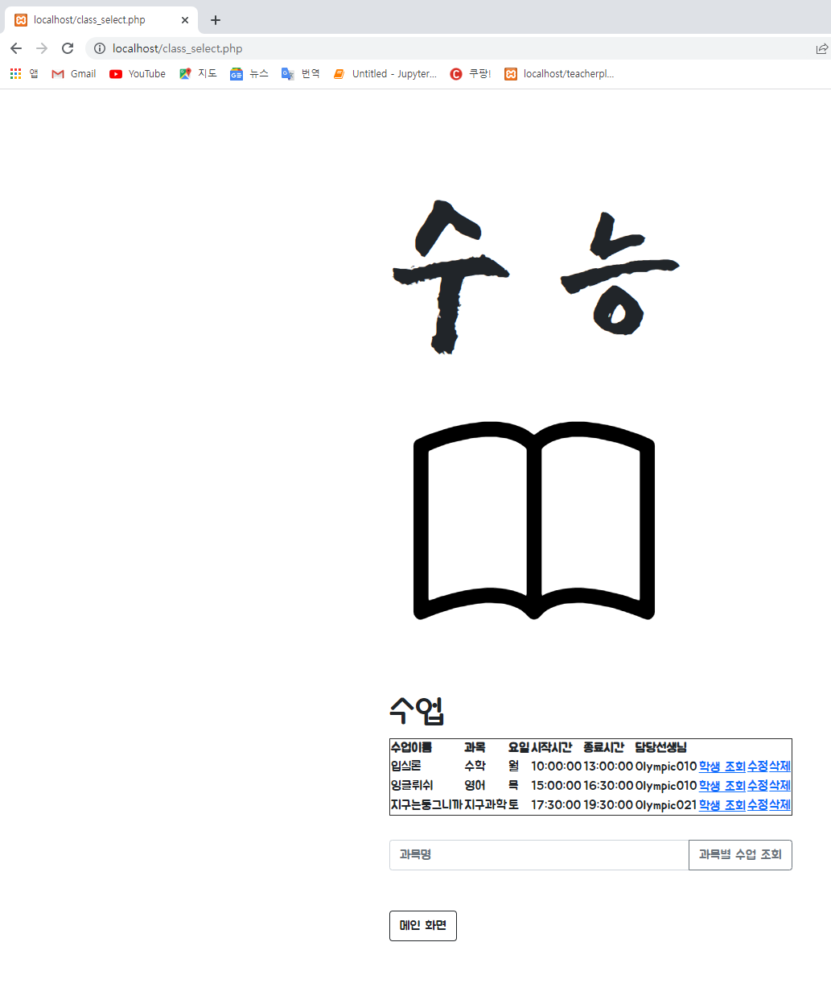 localhost/class_select.php
localhost/class_select.php
앱 Gmail YouTube 지도 뉴스 번역 Untitled - Jupyter... 쿠팡! localhost/teacherpl...
수 능
수업
수업이름 과목 요일 시작시간 종료시간 담당선생님
입실론 수학 월 10:00:00 13:00:00 Olympic010 학생 조회 수정 삭제
잉글뤼쉬 영어 목 15:00:00 16:30:00 Olympic010 학생 조회 수정 삭제
지구는둥그니까 지구과학 토 17:30:00 19:30:00 Olympic021 학생 조회 수정 삭제
과목명 과목별 수업 조회
메인 화면